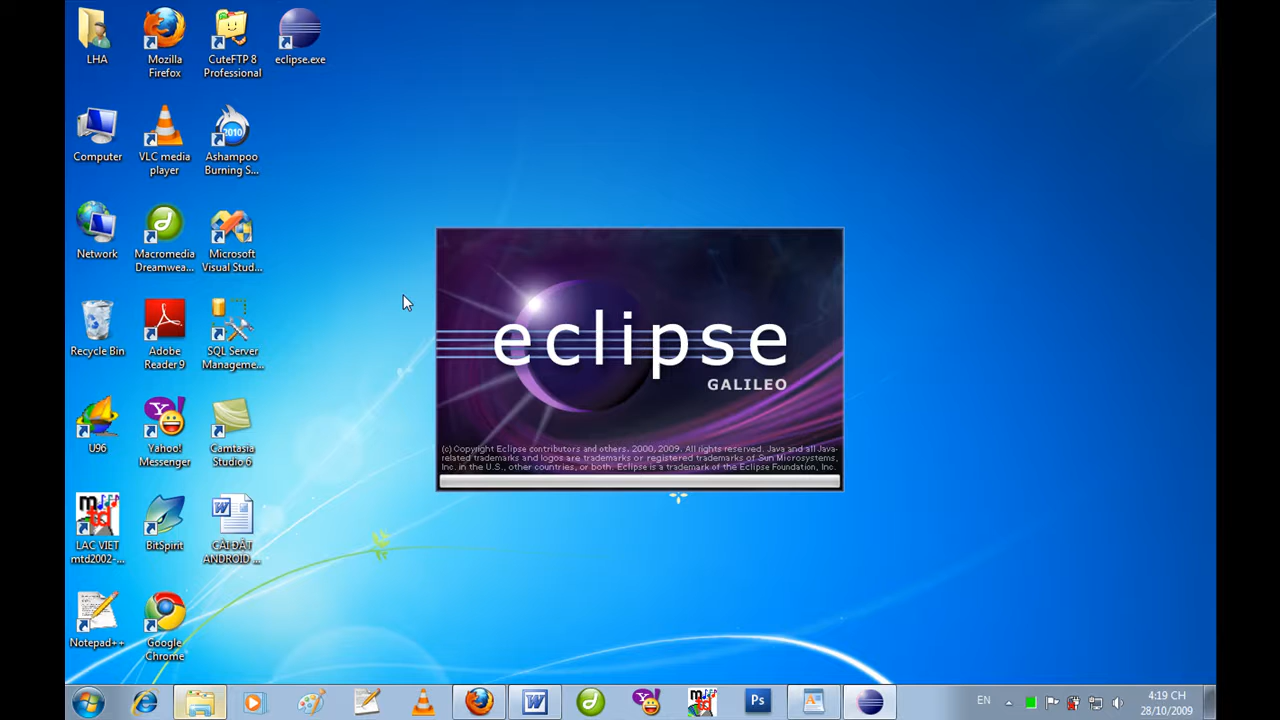 LHA
Mozilla
Firefox
CuteFTP 8
Professional
eclipse.exe
Computer
VLC media
player
2010
Ashampoo
Burning S...
Network
Macromedia
Dreamwea...
Microsoft
Visual Stud...
Recycle Bin
Adobe
Reader 9
SQL Server
Manageme...
U96
Yahoo!
Messenger
Camtasia
Studio 6
mtd
LAC VIET
mtd2002-...
BitSpirit
CÀI ĐẶT
ANDROID ...
Notepad++
Google
Chrome
eclipse
GALILEO
(c) Copyright Eclipse contributors and others, 2000, 2009. All rights reserved. Java and all Java-
related trademarks and logos are trademarks or registered trademarks of Sun Microsystems,
Inc. in the U.S., other countries, or both. Eclipse is a trademark of the Eclipse Foundation, Inc.
mtd
Ps
EN
4:19 CH
28/10/2009